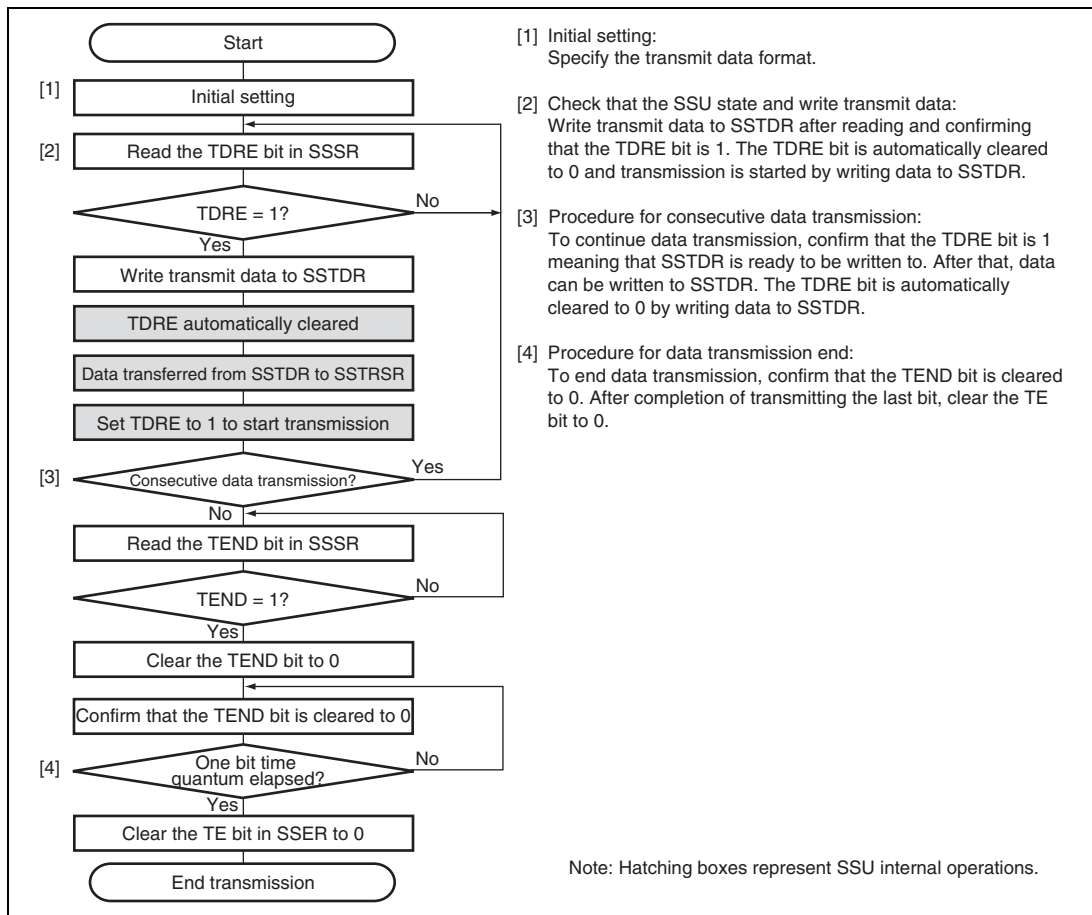 Start
[1] Initial setting
[2] Read the TDRE bit in SSSR
TDRE = 1?
No
Yes
Write transmit data to SSTDR
TDRE automatically cleared
Data transferred from SSTDR to SSTRSR
Set TDRE to 1 to start transmission
[3] Consecutive data transmission?
Yes
No
Read the TEND bit in SSSR
TEND = 1?
No
Yes
Clear the TEND bit to 0
Confirm that the TEND bit is cleared to 0
[4] One bit time
quantum elapsed?
No
Yes
Clear the TE bit in SSER to 0
End transmission
[1] Initial setting:
Specify the transmit data format.
[2] Check that the SSU state and write transmit data:
Write transmit data to SSTDR after reading and confirming
that the TDRE bit is 1. The TDRE bit is automatically cleared
to 0 and transmission is started by writing data to SSTDR.
[3] Procedure for consecutive data transmission:
To continue data transmission, confirm that the TDRE bit is 1
meaning that SSTDR is ready to be written to. After that, data
can be written to SSTDR. The TDRE bit is automatically
cleared to 0 by writing data to SSTDR.
[4] Procedure for data transmission end:
To end data transmission, confirm that the TEND bit is cleared
to 0. After completion of transmitting the last bit, clear the TE
bit to 0.
Note: Hatching boxes represent SSU internal operations.